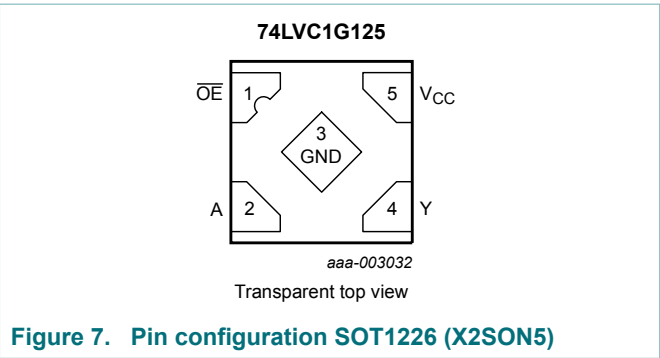 74LVC1G125
OE 1 5 VCC
3
GND
A 2 4 Y
aaa-003032
Transparent top view
Figure 7. Pin configuration SOT1226 (X2SON5)